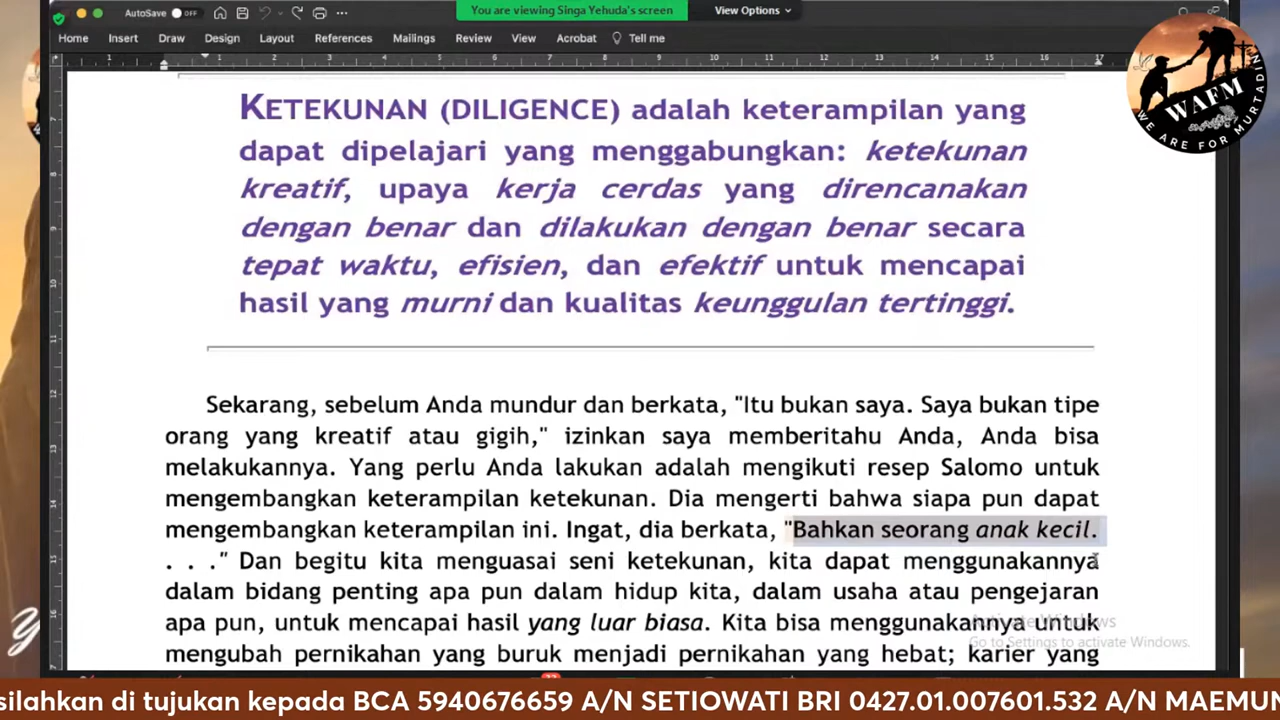 AutoSave OFF
You are viewing Singa Yehuda's screen
View Options
Home Insert Draw Design Layout References Mailings Review View Acrobat Tell me
WAFM
WE ARE FOR MURTADIN
KETEKUNAN (DILIGENCE) adalah keterampilan yang
dapat dipelajari yang menggabungkan: ketekunan
kreatif, upaya kerja cerdas yang direncanakan
dengan benar dan dilakukan dengan benar secara
tepat waktu, efisien, dan efektif untuk mencapai
hasil yang murni dan kualitas keunggulan tertinggi.
Sekarang, sebelum Anda mundur dan berkata, "Itu bukan saya. Saya bukan tipe
orang yang kreatif atau gigih," izinkan saya memberitahu Anda, Anda bisa
melakukannya. Yang perlu Anda lakukan adalah mengikuti resep Salomo untuk
mengembangkan keterampilan ketekunan. Dia mengerti bahwa siapa pun dapat
mengembangkan keterampilan ini. Ingat, dia berkata, "Bahkan seorang anak kecil.
. . ." Dan begitu kita menguasai seni ketekunan, kita dapat menggunakannya
dalam bidang penting apa pun dalam hidup kita, dalam usaha atau pengejaran
apa pun, untuk mencapai hasil yang luar biasa. Kita bisa menggunakannya untuk
mengubah pernikahan yang buruk menjadi pernikahan yang hebat; karier yang
Activate Windows
Go to Settings to activate Windows.
silahkan di tujukan kepada BCA 5940676659 A/N SETIOWATI BRI 0427.01.007601.532 A/N MAEMUN